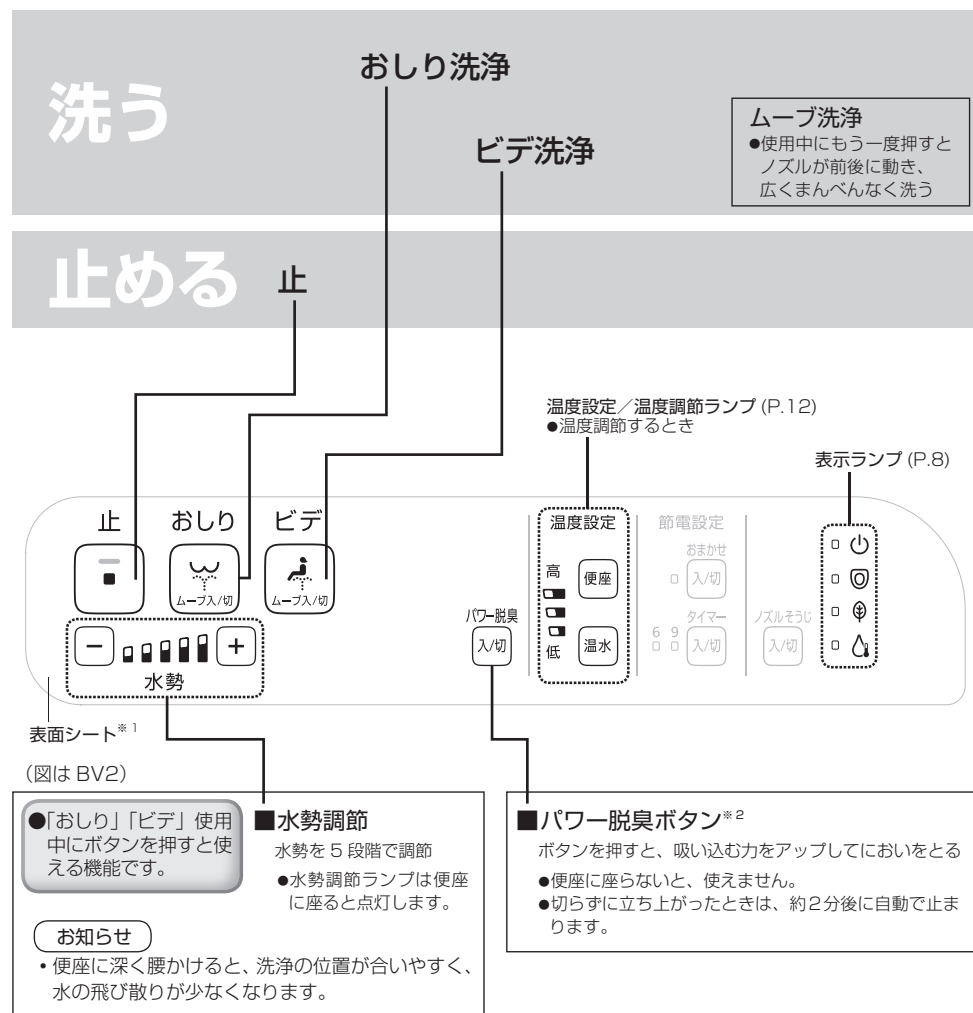 洗う
おしり洗浄
ビデ洗浄
ムーブ洗浄
●使用中にもう一度押すと
ノズルが前後に動き、
広くまんべんなく洗う
止める
止
温度設定／温度調節ランプ (P.12)
●温度調節するとき
表示ランプ (P.8)
止
おしり
ムーブ入/切
ビデ
ムーブ入/切
− +
水勢
パワー脱臭
入/切
温度設定
高
便座
低
温水
節電設定
おまかせ
入/切
タイマー
6 9
入/切
ノズルそうじ
入/切
表面シート※1
（図は BV2）
●「おしり」「ビデ」使用
中にボタンを押すと使
える機能です。
■水勢調節
水勢を 5 段階で調節
●水勢調節ランプは便座
に座ると点灯します。
お知らせ
・便座に深く腰かけると、洗浄の位置が合いやすく、
水の飛び散りが少なくなります。
■パワー脱臭ボタン※2
ボタンを押すと、吸い込む力をアップしてにおいをとる
●便座に座らないと、使えません。
●切らずに立ち上がったときは、約2分後に自動で止ま
ります。